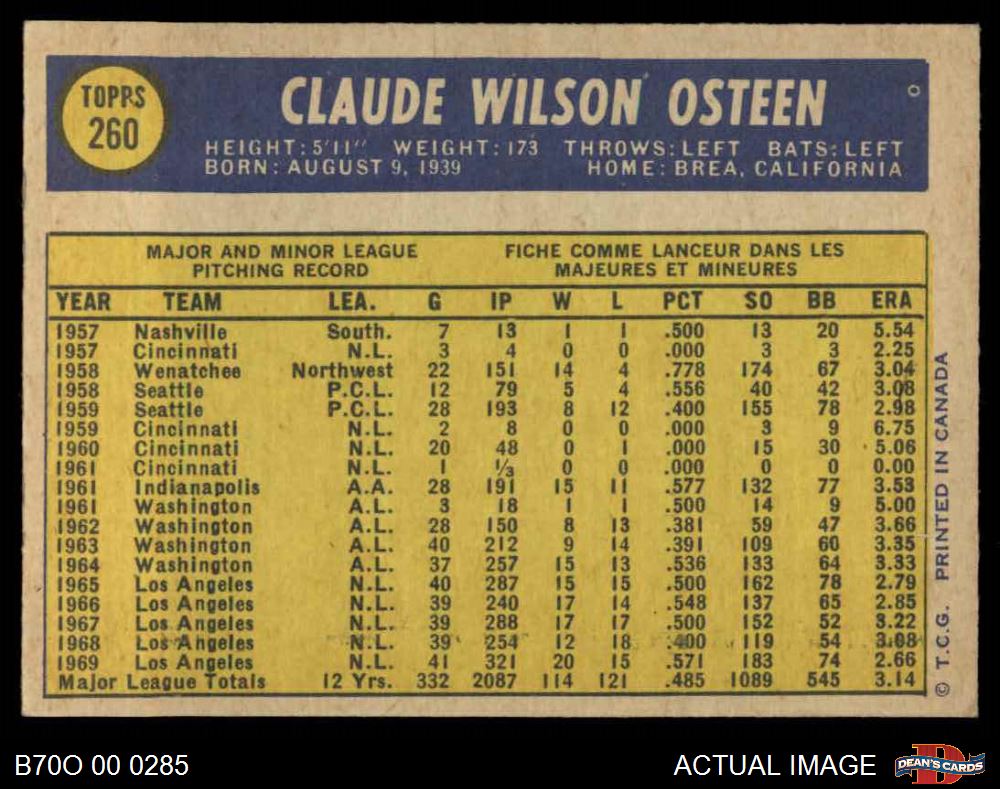 TOPRS
260
CLAUDE WILSON OSTEEN
HEIGHT: 5'11" WEIGHT: 173 THROWS: LEFT BATS: LEFT
BORN: AUGUST 9, 1939 HOME: BREA, CALIFORNIA
MAJOR AND MINOR LEAGUE FICHE COMME LANCEUR DANS LES
PITCHING RECORD MAJEURES ET MINEURES
YEAR TEAM LEA. G IP W L PCT SO BB ERA
1957 Nashville South. 7 13 1 1 .500 13 20 5.54
1957 Cincinnati N.L. 3 4 0 0 .000 3 3 2.25
1958 Wenatchee Northwest 22 151 14 4 .778 174 67 3.04
1958 Seattle P.C.L. 12 79 5 4 .556 40 42 3.08
1959 Seattle P.C.L. 28 193 8 12 .400 155 78 2.98
1959 Cincinnati N.L. 2 8 0 0 .000 3 9 6.75
1960 Cincinnati N.L. 20 48 0 1 .000 15 30 5.06
1961 Cincinnati N.L. 1 ⅓ 0 0 .000 0 0 0.00
1961 Indianapolis A.A. 28 191 15 11 .577 132 77 3.53
1961 Washington A.L. 3 18 1 1 .500 14 9 5.00
1962 Washington A.L. 28 150 8 13 .381 59 47 3.66
1963 Washington A.L. 40 212 9 14 .391 109 60 3.35
1964 Washington A.L. 37 257 15 13 .536 133 64 3.33
1965 Los Angeles N.L. 40 287 15 15 .500 162 78 2.79
1966 Los Angeles N.L. 39 240 17 14 .548 137 65 2.85
1967 Los Angeles N.L. 39 288 17 17 .500 152 52 3.22
1968 Los Angeles N.L. 39 254 12 18 .400 119 54 3.08
1969 Los Angeles N.L. 41 321 20 15 .571 183 74 2.66
Major League Totals 12 Yrs. 332 2087 114 121 .485 1089 545 3.14
© T.C.G. PRINTED IN CANADA
B70O 00 0285
ACTUAL IMAGE
DEAN'S CARDS